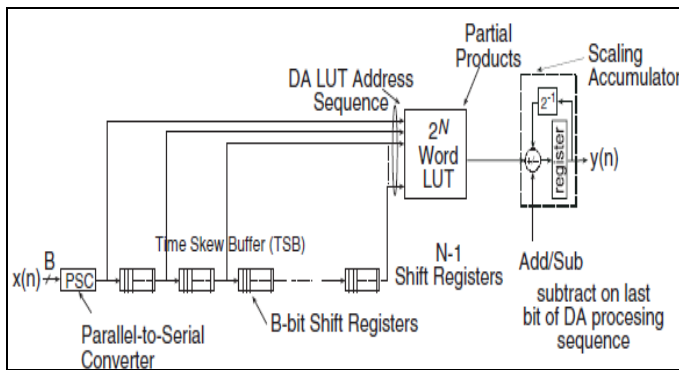 Partial
Products
Scaling
Accumulator
DA LUT Address
Sequence
2^N
Word
LUT
2^-1
+/-
register
y(n)
Time Skew Buffer (TSB)
N-1
Shift Registers
Add/Sub
subtract on last
bit of DA procesing
sequence
x(n)
B
PSC
B-bit Shift Registers
Parallel-to-Serial
Converter